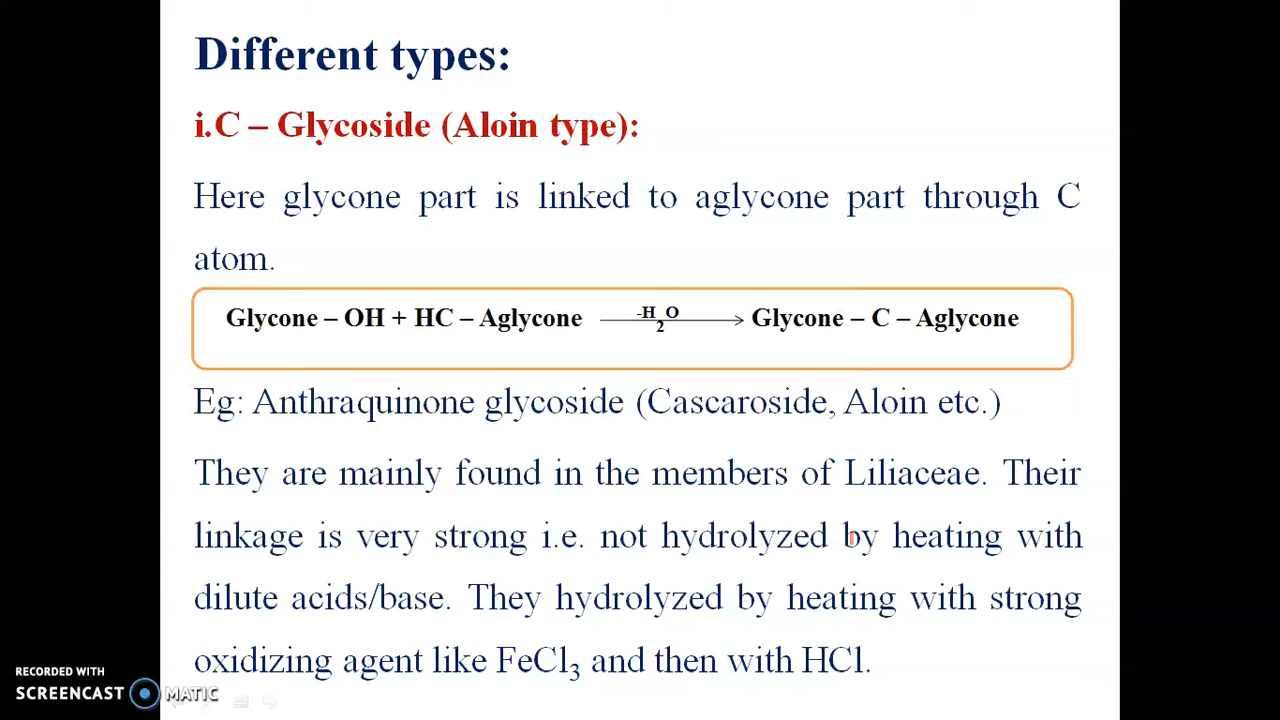 Different types:
i.C – Glycoside (Aloin type):
Here glycone part is linked to aglycone part through C
atom.
Glycone – OH + HC – Aglycone -H₂O Glycone – C – Aglycone
Eg: Anthraquinone glycoside (Cascaroside, Aloin etc.)
They are mainly found in the members of Liliaceae. Their
linkage is very strong i.e. not hydrolyzed by heating with
dilute acids/base. They hydrolyzed by heating with strong
oxidizing agent like FeCl₃ and then with HCl.
RECORDED WITH
SCREENCAST MATIC